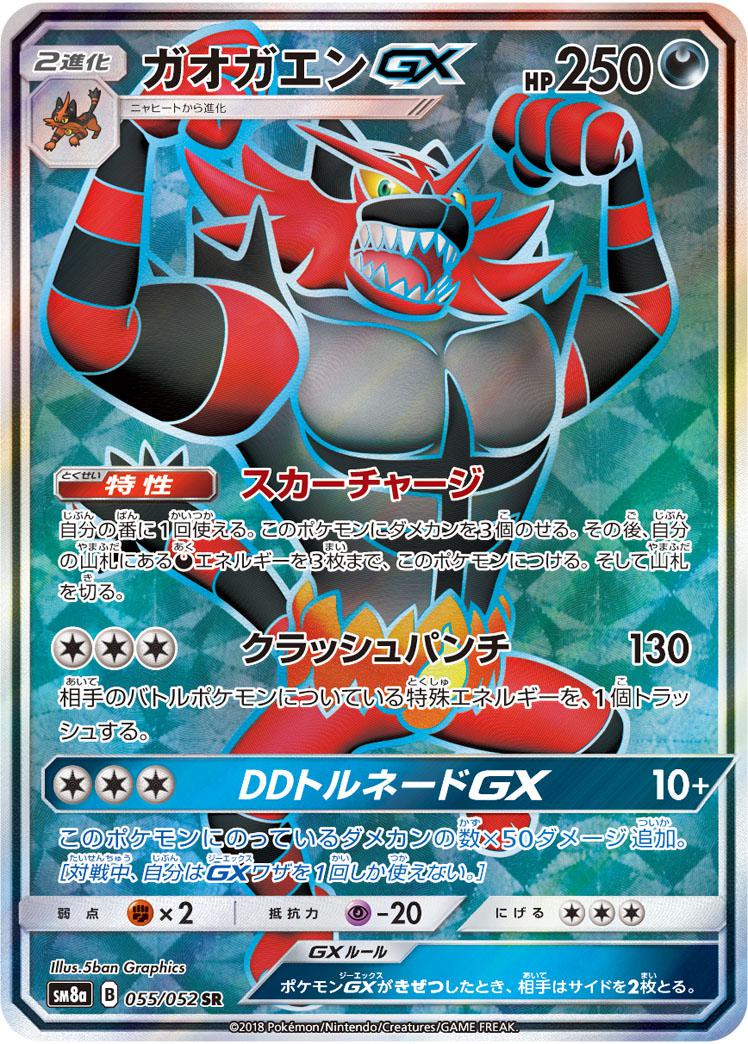 2進化
ガオガエンGX
HP250
ニャヒートから進化
とくせい
特性 スカーチャージ
自分の番に1回使える。このポケモンにダメカンを3個のせる。その後、自分
の山札にあるエネルギーを3枚まで、このポケモンにつける。そして山札
を切る。
クラッシュパンチ 130
相手のバトルポケモンについている特殊エネルギーを、1個トラッ
シュする。
DDトルネードGX 10+
このポケモンにのっているダメカンの数×50ダメージ追加。
[対戦中、自分はGXワザを1回しか使えない。]
弱点 ×2 抵抗力 -20 にげる
GXルール
ポケモンGXがきぜつしたとき、相手はサイドを2枚とる。
Illus.5ban Graphics
SM8a B 055/052 SR
©2018 Pokémon/Nintendo/Creatures/GAME FREAK.